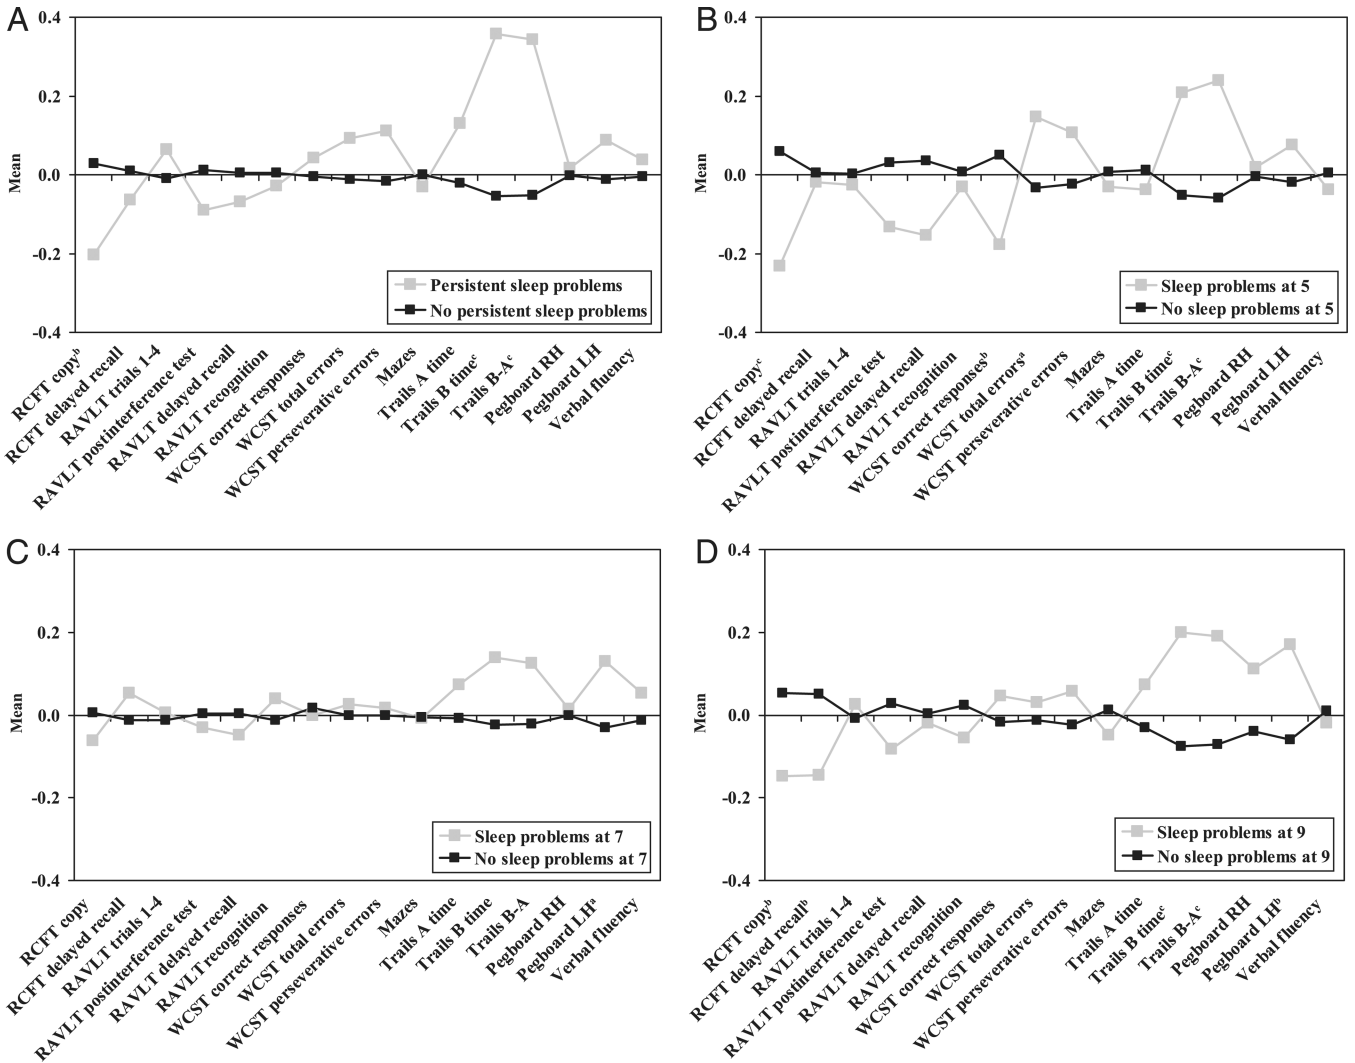 A
0.4
0.2
0.0
-0.2
-0.4
Mean
Persistent sleep problems
No persistent sleep problems
RCFT copyᵇ
RCFT delayed recall
RAVLT trials 1-4
RAVLT postinterference test
RAVLT delayed recall
RAVLT recognition
WCST correct responses
WCST total errors
WCST perseverative errors
Mazes
Trails A time
Trails B timeᶜ
Trails B-Aᶜ
Pegboard RH
Pegboard LH
Verbal fluency
B
0.4
0.2
0.0
-0.2
-0.4
Mean
Sleep problems at 5
No sleep problems at 5
RCFT copyᶜ
RCFT delayed recall
RAVLT trials 1-4
RAVLT postinterference test
RAVLT delayed recall
RAVLT recognition
WCST correct responsesᵇ
WCST total errorsᵃ
WCST perseverative errors
Mazes
Trails A time
Trails B timeᶜ
Trails B-Aᶜ
Pegboard RH
Pegboard LH
Verbal fluency
C
0.4
0.2
0.0
-0.2
-0.4
Mean
Sleep problems at 7
No sleep problems at 7
RCFT copy
RCFT delayed recall
RAVLT trials 1-4
RAVLT postinterference test
RAVLT delayed recall
RAVLT recognition
WCST correct responses
WCST total errors
WCST perseverative errors
Mazes
Trails A time
Trails B time
Trails B-A
Pegboard RH
Pegboard LHᵃ
Verbal fluency
D
0.4
0.2
0.0
-0.2
-0.4
Mean
Sleep problems at 9
No sleep problems at 9
RCFT copyᵇ
RCFT delayed recallᵇ
RAVLT trials 1-4
RAVLT postinterference test
RAVLT delayed recall
RAVLT recognition
WCST correct responses
WCST total errors
WCST perseverative errors
Mazes
Trails A time
Trails B timeᶜ
Trails B-Aᶜ
Pegboard RH
Pegboard LHᵇ
Verbal fluency